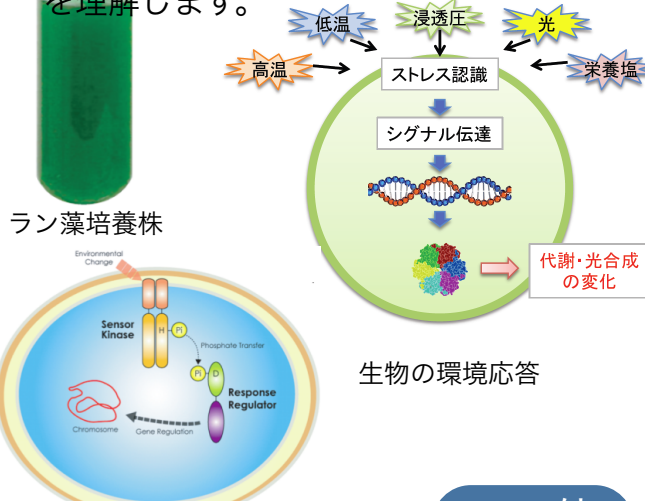 を理解します。
低温
浸透圧
光
高温
栄養塩
ストレス認識
シグナル伝達
代謝・光合成
の変化
生物の環境応答
ラン藻培養株
Environmental
Change
Sensor
Kinase
H
Pi
Phosphate Transfer
Pi
D
Response
Regulator
Chromosome
Gene Regulation